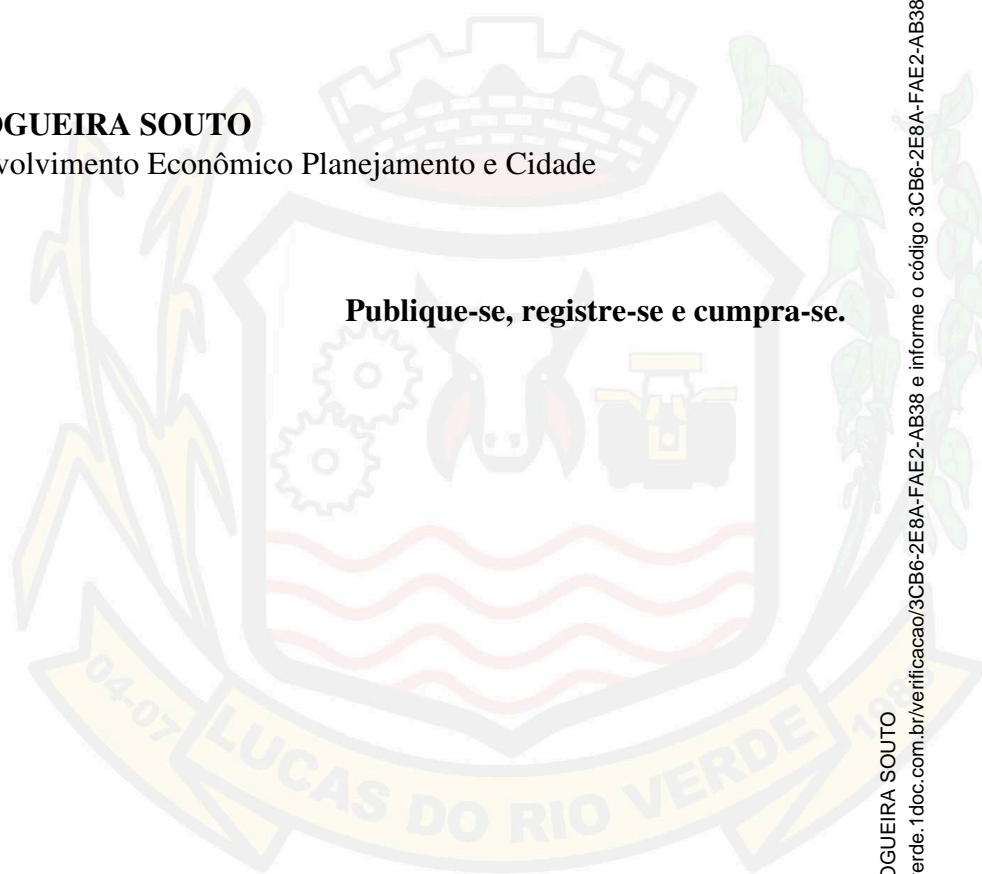 OGUEIRA SOUTO
volvimento Econômico Planejamento e Cidade
Publique-se, registre-se e cumpra-se.
04-07 LUCAS DO RIO VERDE 1988
OGUEIRA SOUTO
erde.1doc.com.br/verificacao/3CB6-2E8A-FAE2-AB38 e informe o código 3CB6-2E8A-FAE2-AB38